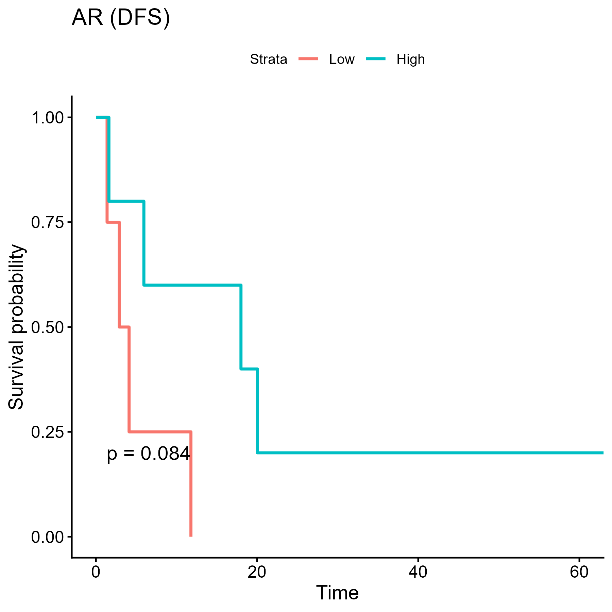 AR (DFS)
Strata Low High
Survival probability
1.00
0.75
0.50
0.25
0.00
p = 0.084
0 20 40 60
Time